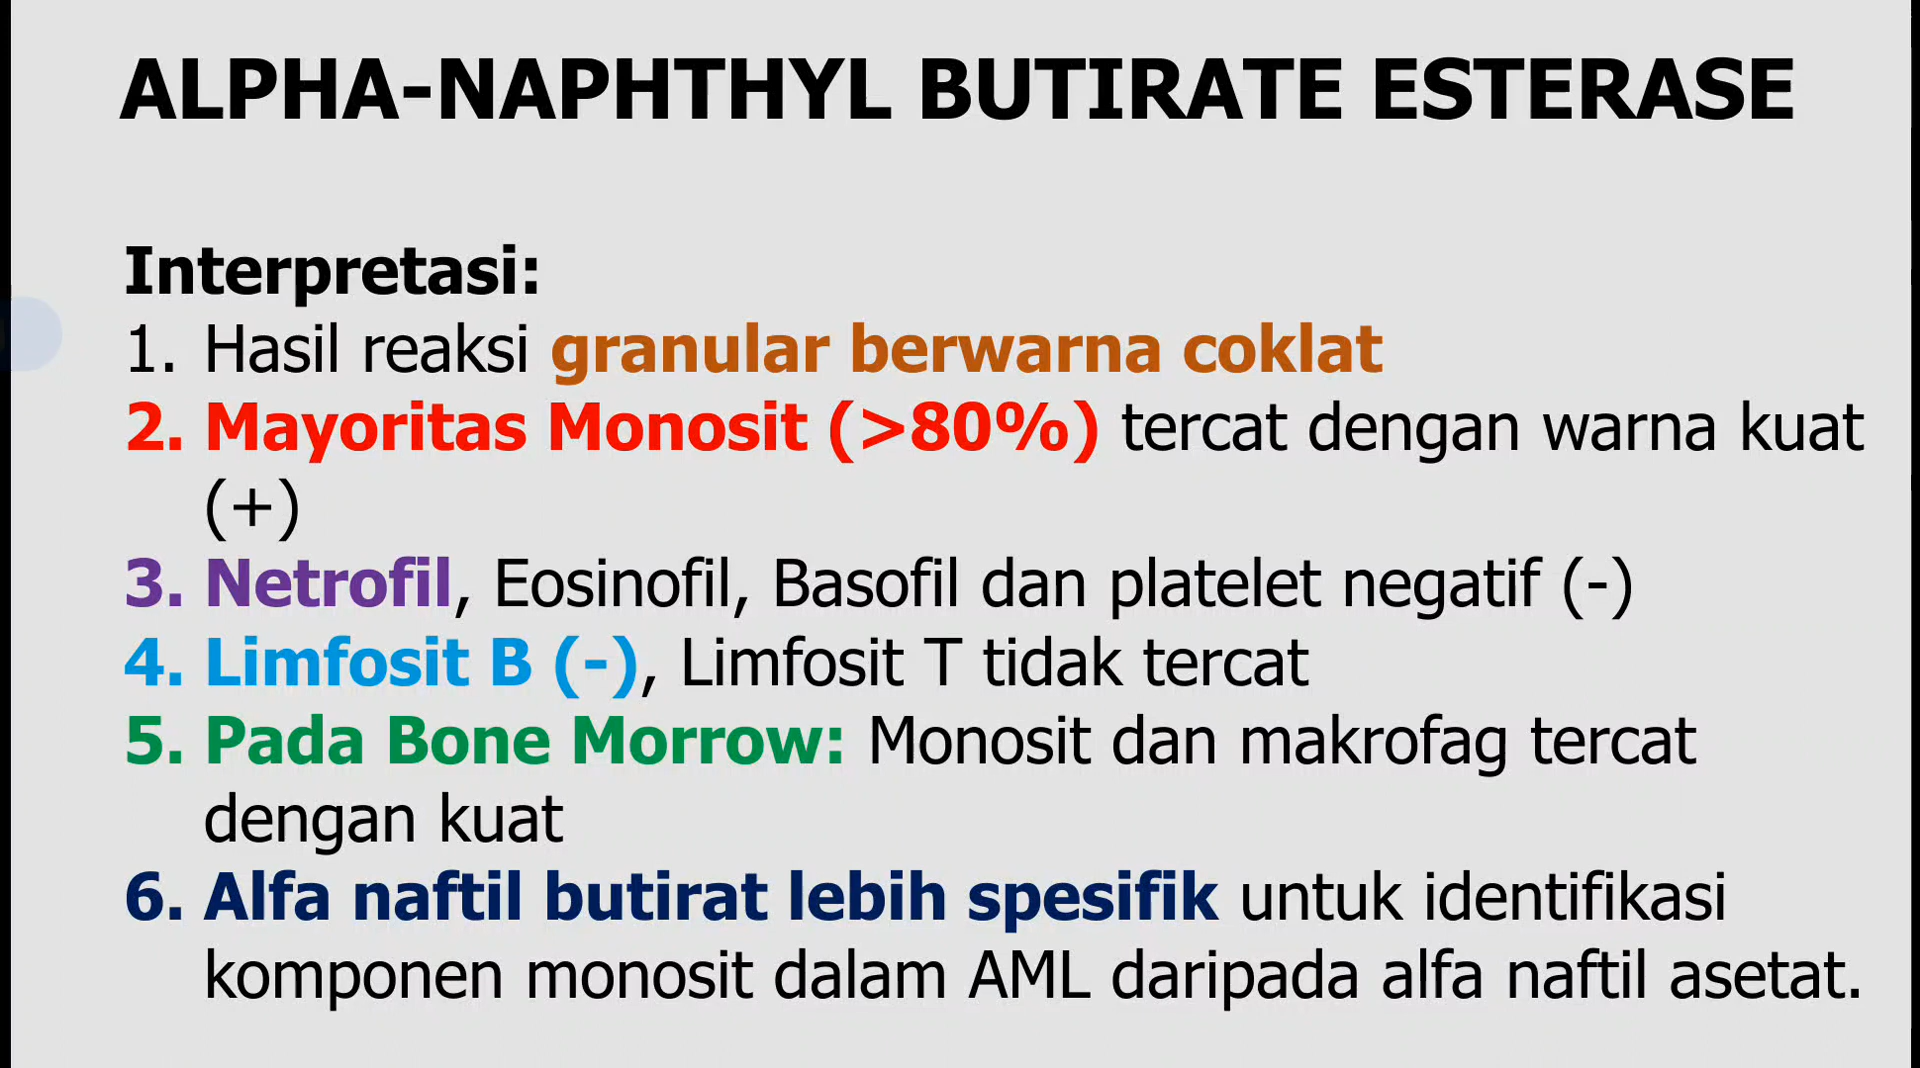 ALPHA-NAPHTHYL BUTIRATE ESTERASE
Interpretasi:
1. Hasil reaksi granular berwarna coklat
2. Mayoritas Monosit (>80%) tercat dengan warna kuat
(+)
3. Netrofil, Eosinofil, Basofil dan platelet negatif (-)
4. Limfosit B (-), Limfosit T tidak tercat
5. Pada Bone Morrow: Monosit dan makrofag tercat
dengan kuat
6. Alfa naftil butirat lebih spesifik untuk identifikasi
komponen monosit dalam AML daripada alfa naftil asetat.